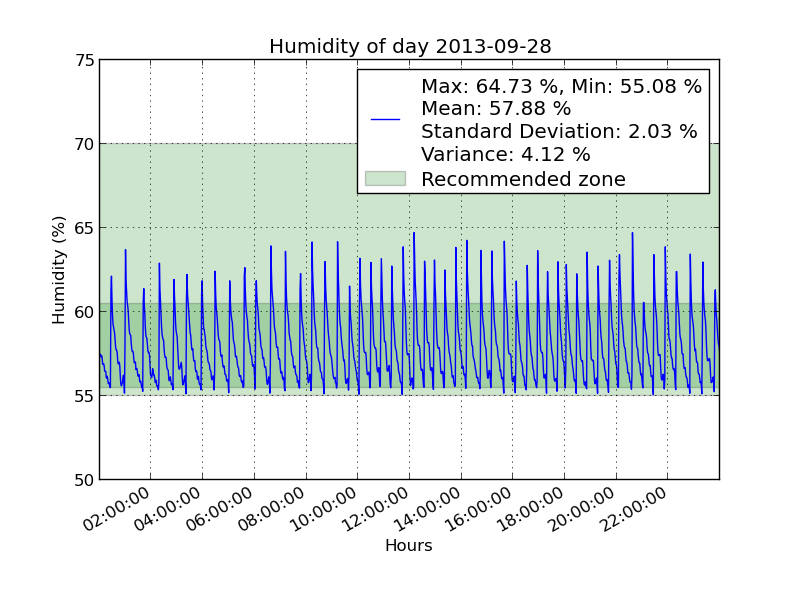 Humidity of day 2013-09-28
Max: 64.73 %, Min: 55.08 %
Mean: 57.88 %
Standard Deviation: 2.03 %
Variance: 4.12 %
Recommended zone
Humidity (%)
75
70
65
60
55
50
02:00:00
04:00:00
06:00:00
08:00:00
10:00:00
12:00:00
14:00:00
16:00:00
18:00:00
20:00:00
22:00:00
Hours